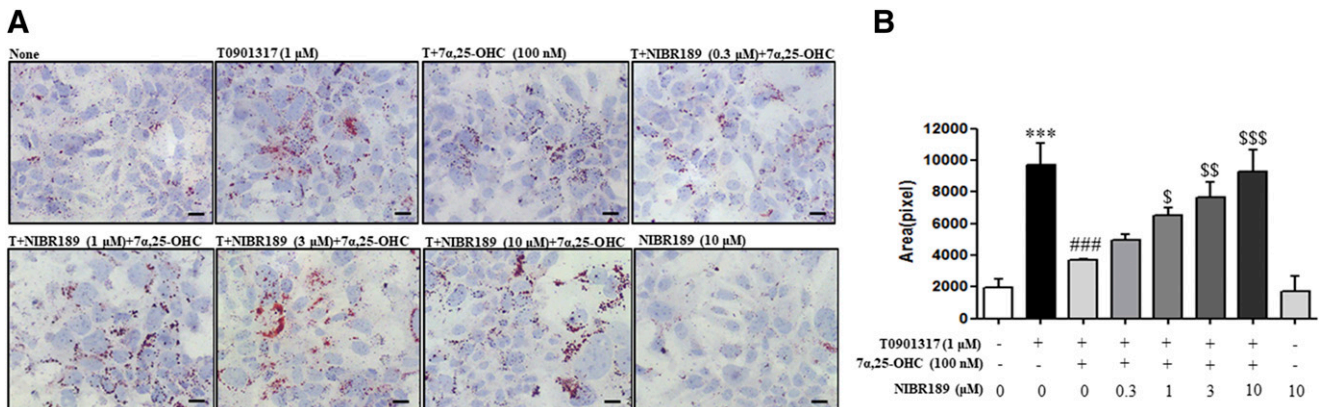 A
None
T0901317 (1 μM)
T+7α,25-OHC (100 nM)
T+NIBR189 (0.3 μM)+7α,25-OHC
T+NIBR189 (1 μM)+7α,25-OHC
T+NIBR189 (3 μM)+7α,25-OHC
T+NIBR189 (10 μM)+7α,25-OHC
NIBR189 (10 μM)
B
Area(pixel)
12000
10000
8000
6000
4000
2000
0
***
###
$
$$
$$$
T0901317 (1 μM) - + + + + + + -
7α,25-OHC (100 nM) - - + + + + + -
NIBR189 (μM) 0 0 0 0.3 1 3 10 10